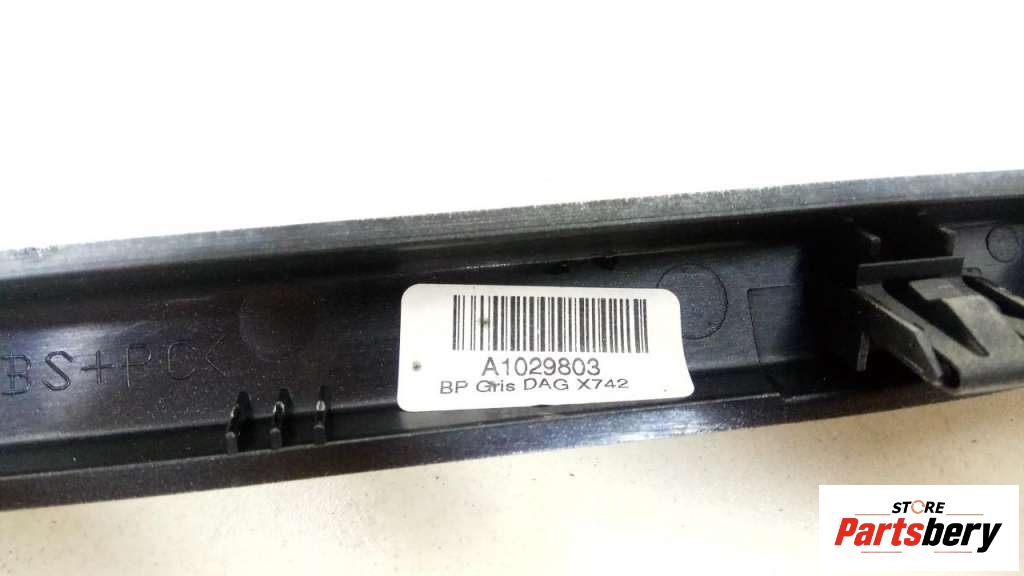 BS+PC<
A1029803
BP Gris DAG X742
STORE
Partsbery